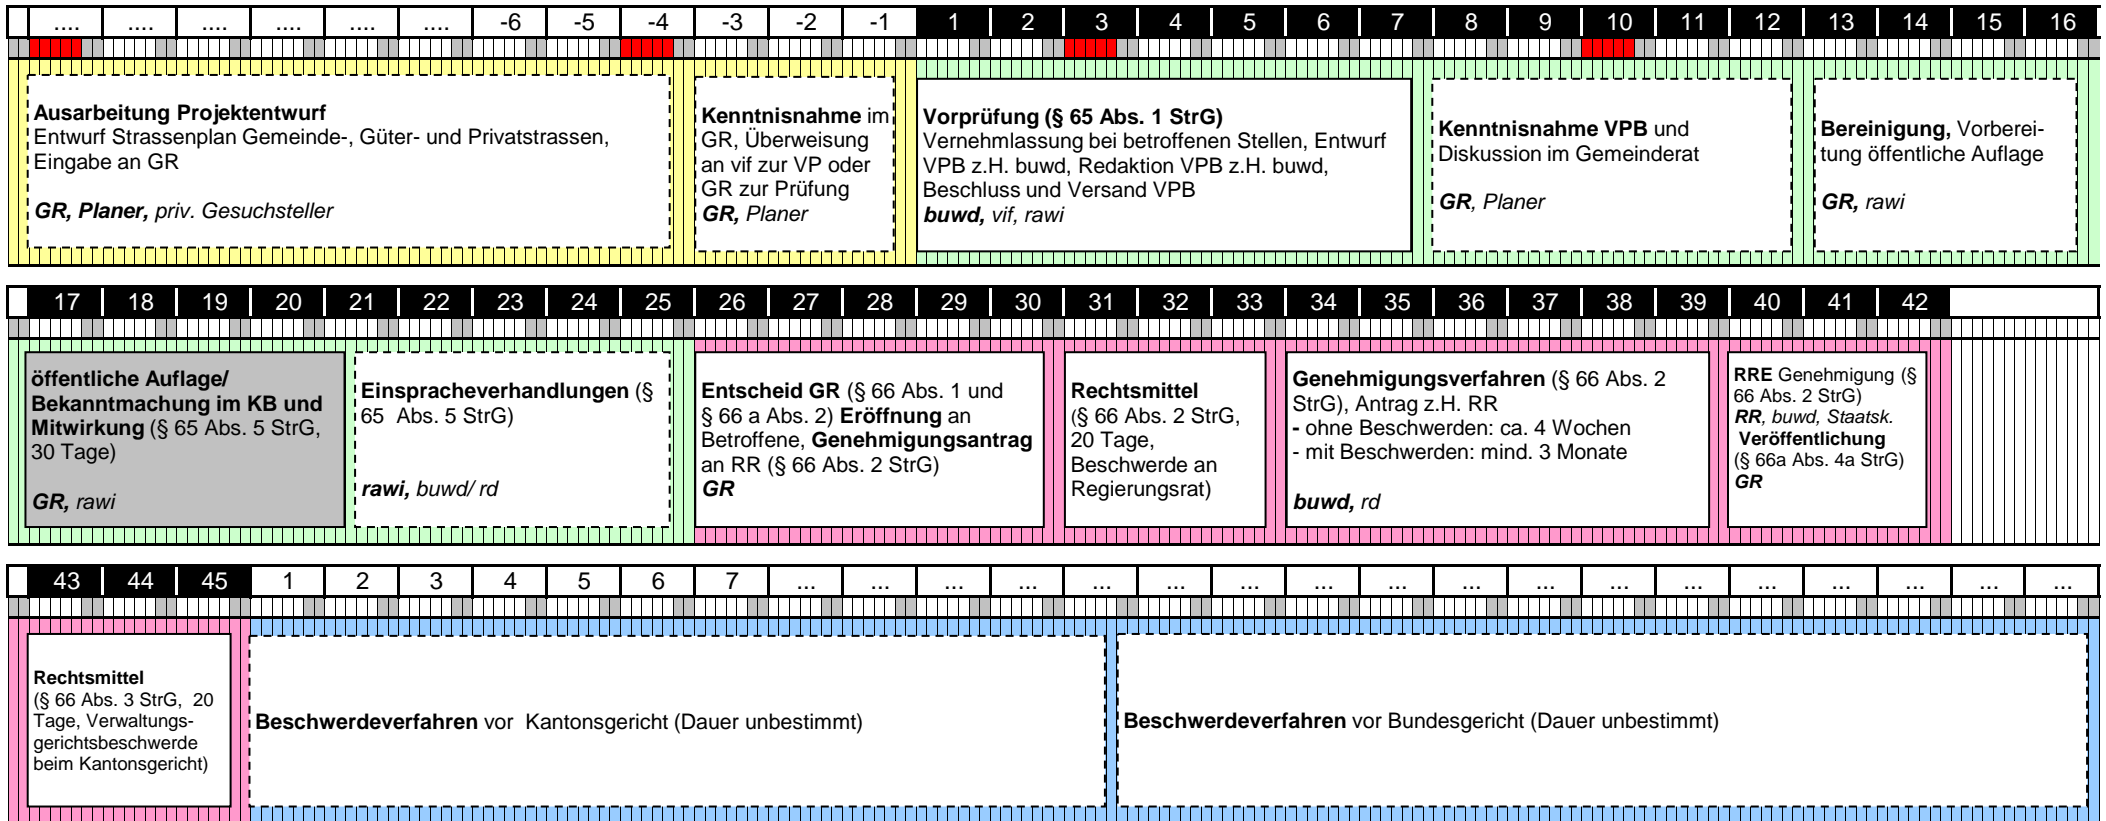 .... .... .... .... .... .... -6 -5 -4 -3 -2 -1 1 2 3 4 5 6 7 8 9 10 11 12 13 14 15 16
Ausarbeitung Projektentwurf
Entwurf Strassenplan Gemeinde-, Güter- und Privatstrassen,
Eingabe an GR
GR, Planer, priv. Gesuchsteller
Kenntnisnahme im
GR, Überweisung
an vif zur VP oder
GR zur Prüfung
GR, Planer
Vorprüfung (§ 65 Abs. 1 StrG)
Vernehmlassung bei betroffenen Stellen, Entwurf
VPB z.H. buwd, Redaktion VPB z.H. buwd,
Beschluss und Versand VPB
buwd, vif, rawi
Kenntnisnahme VPB und
Diskussion im Gemeinderat
GR, Planer
Bereinigung, Vorberei-
tung öffentliche Auflage
GR, rawi
17 18 19 20 21 22 23 24 25 26 27 28 29 30 31 32 33 34 35 36 37 38 39 40 41 42
öffentliche Auflage/
Bekanntmachung im KB und
Mitwirkung (§ 65 Abs. 5 StrG,
30 Tage)
GR, rawi
Einspracheverhandlungen (§
65 Abs. 5 StrG)
rawi, buwd/ rd
Entscheid GR (§ 66 Abs. 1 und
§ 66 a Abs. 2) Eröffnung an
Betroffene, Genehmigungsantrag
an RR (§ 66 Abs. 2 StrG)
GR
Rechtsmittel
(§ 66 Abs. 2 StrG,
20 Tage,
Beschwerde an
Regierungsrat)
Genehmigungsverfahren (§ 66 Abs. 2
StrG), Antrag z.H. RR
- ohne Beschwerden: ca. 4 Wochen
- mit Beschwerden: mind. 3 Monate
buwd, rd
RRE Genehmigung (§
66 Abs. 2 StrG)
RR, buwd, Staatsk.
Veröffentlichung
(§ 66a Abs. 4a StrG)
GR
43 44 45 1 2 3 4 5 6 7 ... ... ... ... ... ... ... ... ... ... ... ... ... ... ... ... ... ...
Rechtsmittel
(§ 66 Abs. 3 StrG, 20
Tage, Verwaltungs-
gerichtsbeschwerde
beim Kantonsgericht)
Beschwerdeverfahren vor Kantonsgericht (Dauer unbestimmt)
Beschwerdeverfahren vor Bundesgericht (Dauer unbestimmt)